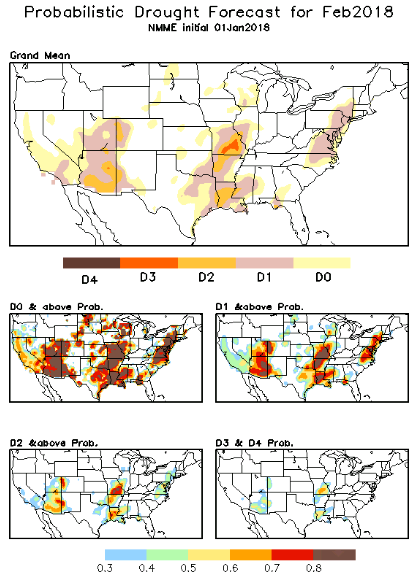 Probabilistic Drought Forecast for Feb2018
NMME initial 01Jan2018
Grand Mean
D4 D3 D2 D1 D0
D0 & above Prob. D1 &above Prob.
D2 &above Prob. D3 & D4 Prob.
0.3 0.4 0.5 0.6 0.7 0.8